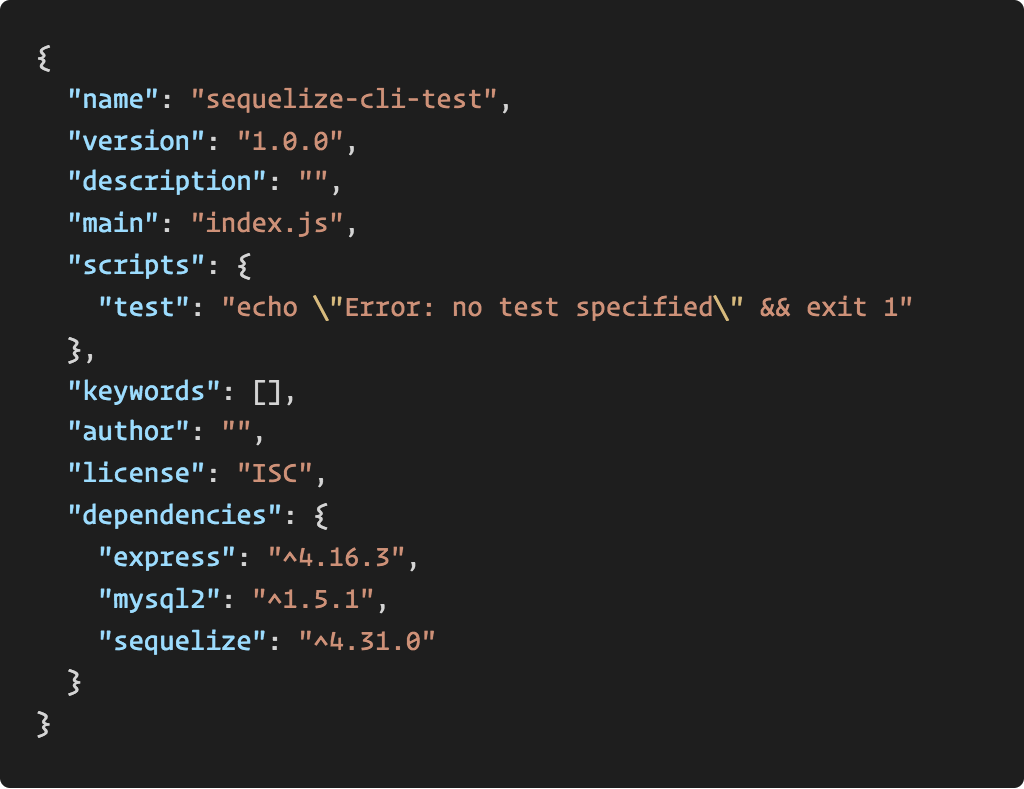 {
  "name": "sequelize-cli-test",
  "version": "1.0.0",
  "description": "",
  "main": "index.js",
  "scripts": {
    "test": "echo \"Error: no test specified\" && exit 1"
  },
  "keywords": [],
  "author": "",
  "license": "ISC",
  "dependencies": {
    "express": "^4.16.3",
    "mysql2": "^1.5.1",
    "sequelize": "^4.31.0"
  }
}